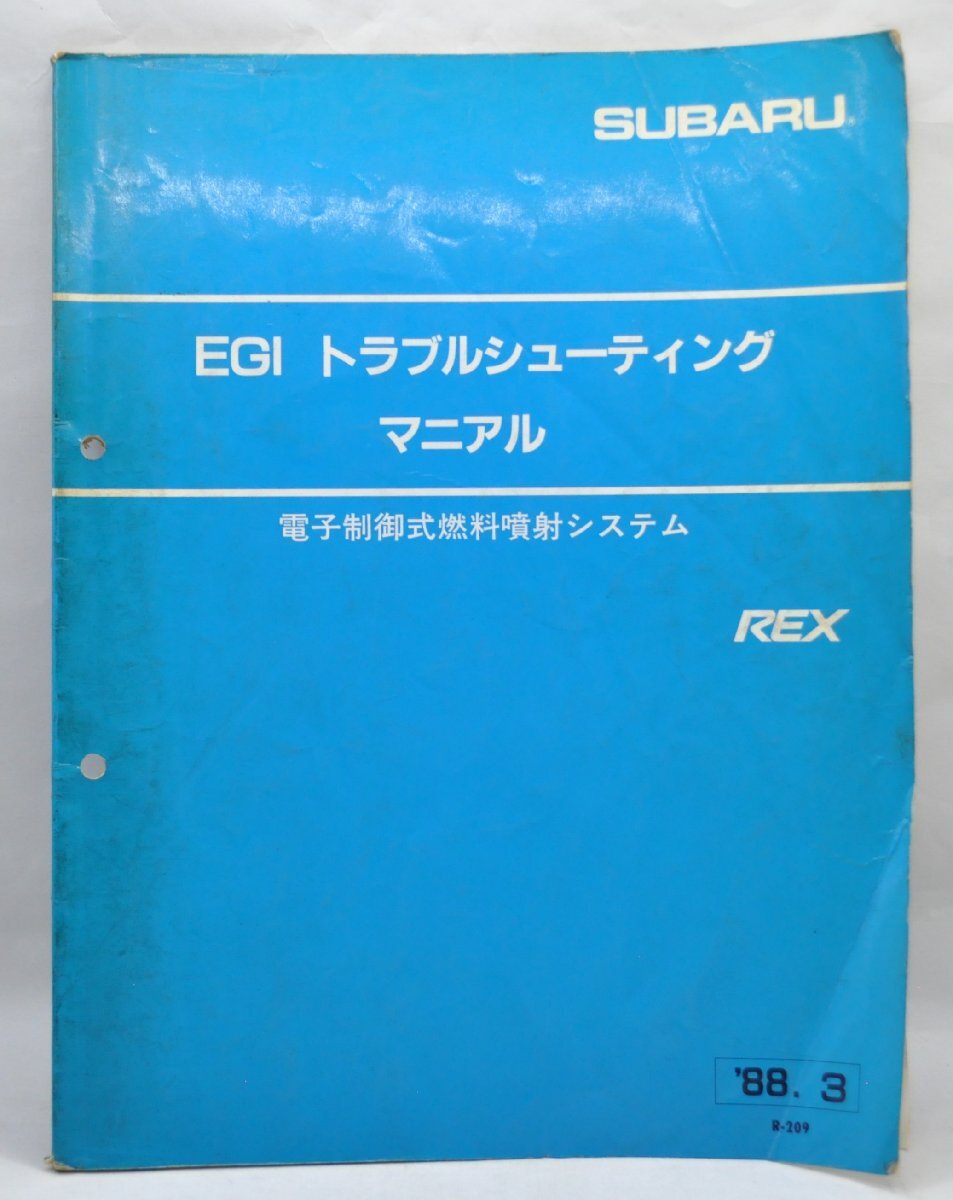 SUBARU
EGI トラブルシューティング
マニアル
電子制御式燃料噴射システム
REX
'88. 3
R-209